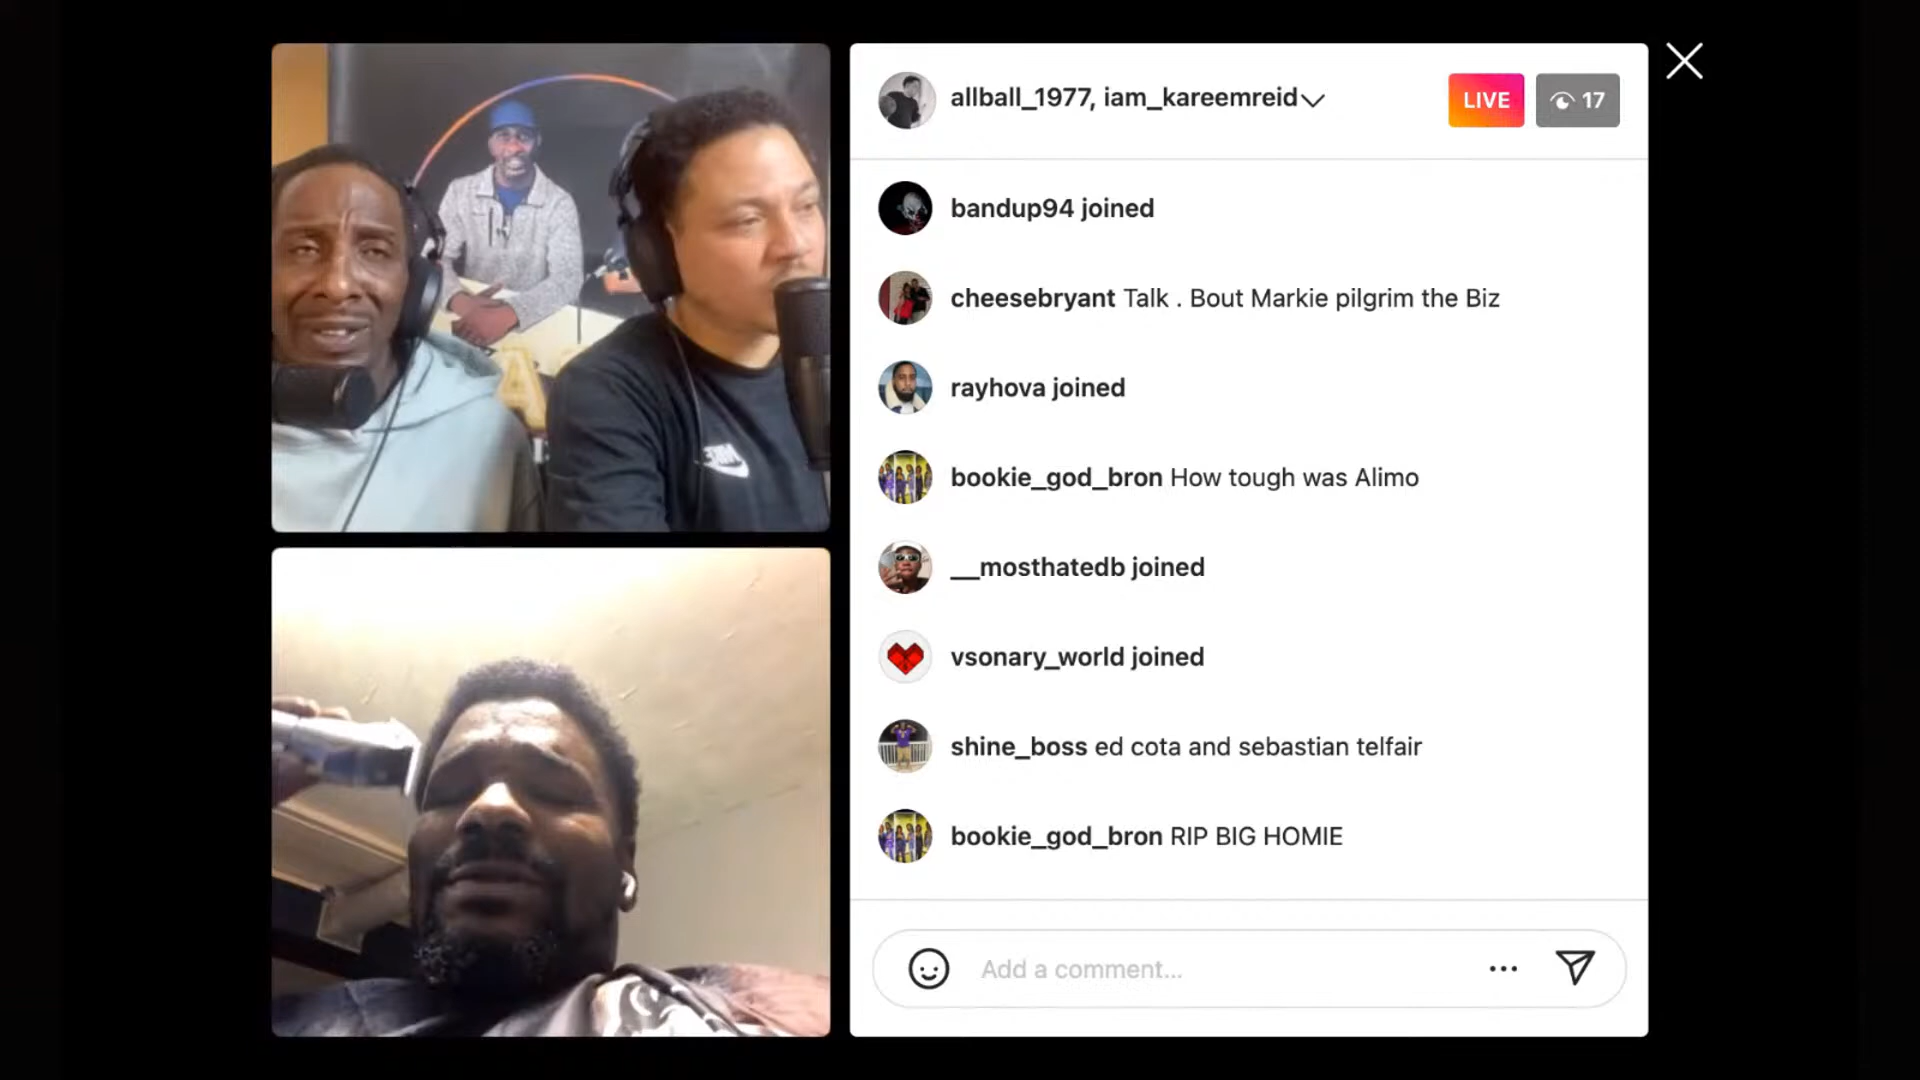 allball_1977, iam_kareemreid
LIVE
17
bandup94 joined
cheesebryant Talk . Bout Markie pilgrim the Biz
rayhova joined
bookie_god_bron How tough was Alimo
__mosthatedb joined
vsonary_world joined
shine_boss ed cota and sebastian telfair
bookie_god_bron RIP BIG HOMIE
Add a comment...
NIKE